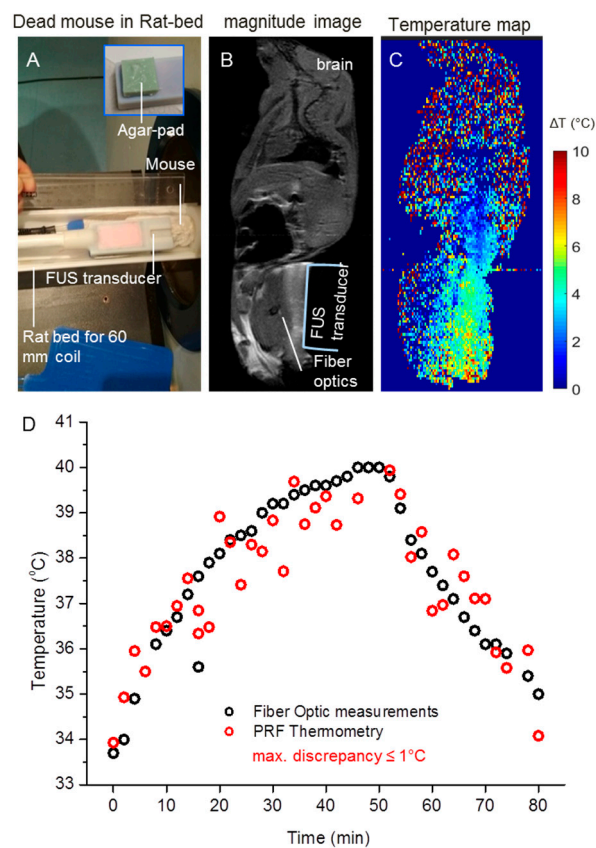 Dead mouse in Rat-bed
magnitude image
Temperature map
A
Agar-pad
Mouse
FUS transducer
Rat bed for 60
mm coil
B
brain
FUS
transducer
Fiber
optics
C
ΔT (°C)
10
8
6
4
2
0
D
41
40
39
38
37
36
35
34
33
Temperature (°C)
Fiber Optic measurements
PRF Thermometry
max. discrepancy ≤ 1°C
0 10 20 30 40 50 60 70 80
Time (min)